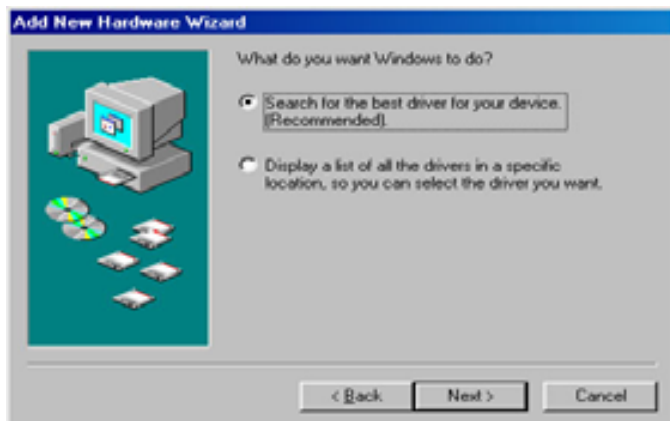 Add New Hardware Wizard
What do you want Windows to do?
Search for the best driver for your device.
(Recommended).
Display a list of all the drivers in a specific
location, so you can select the driver you want.
< Back
Next >
Cancel